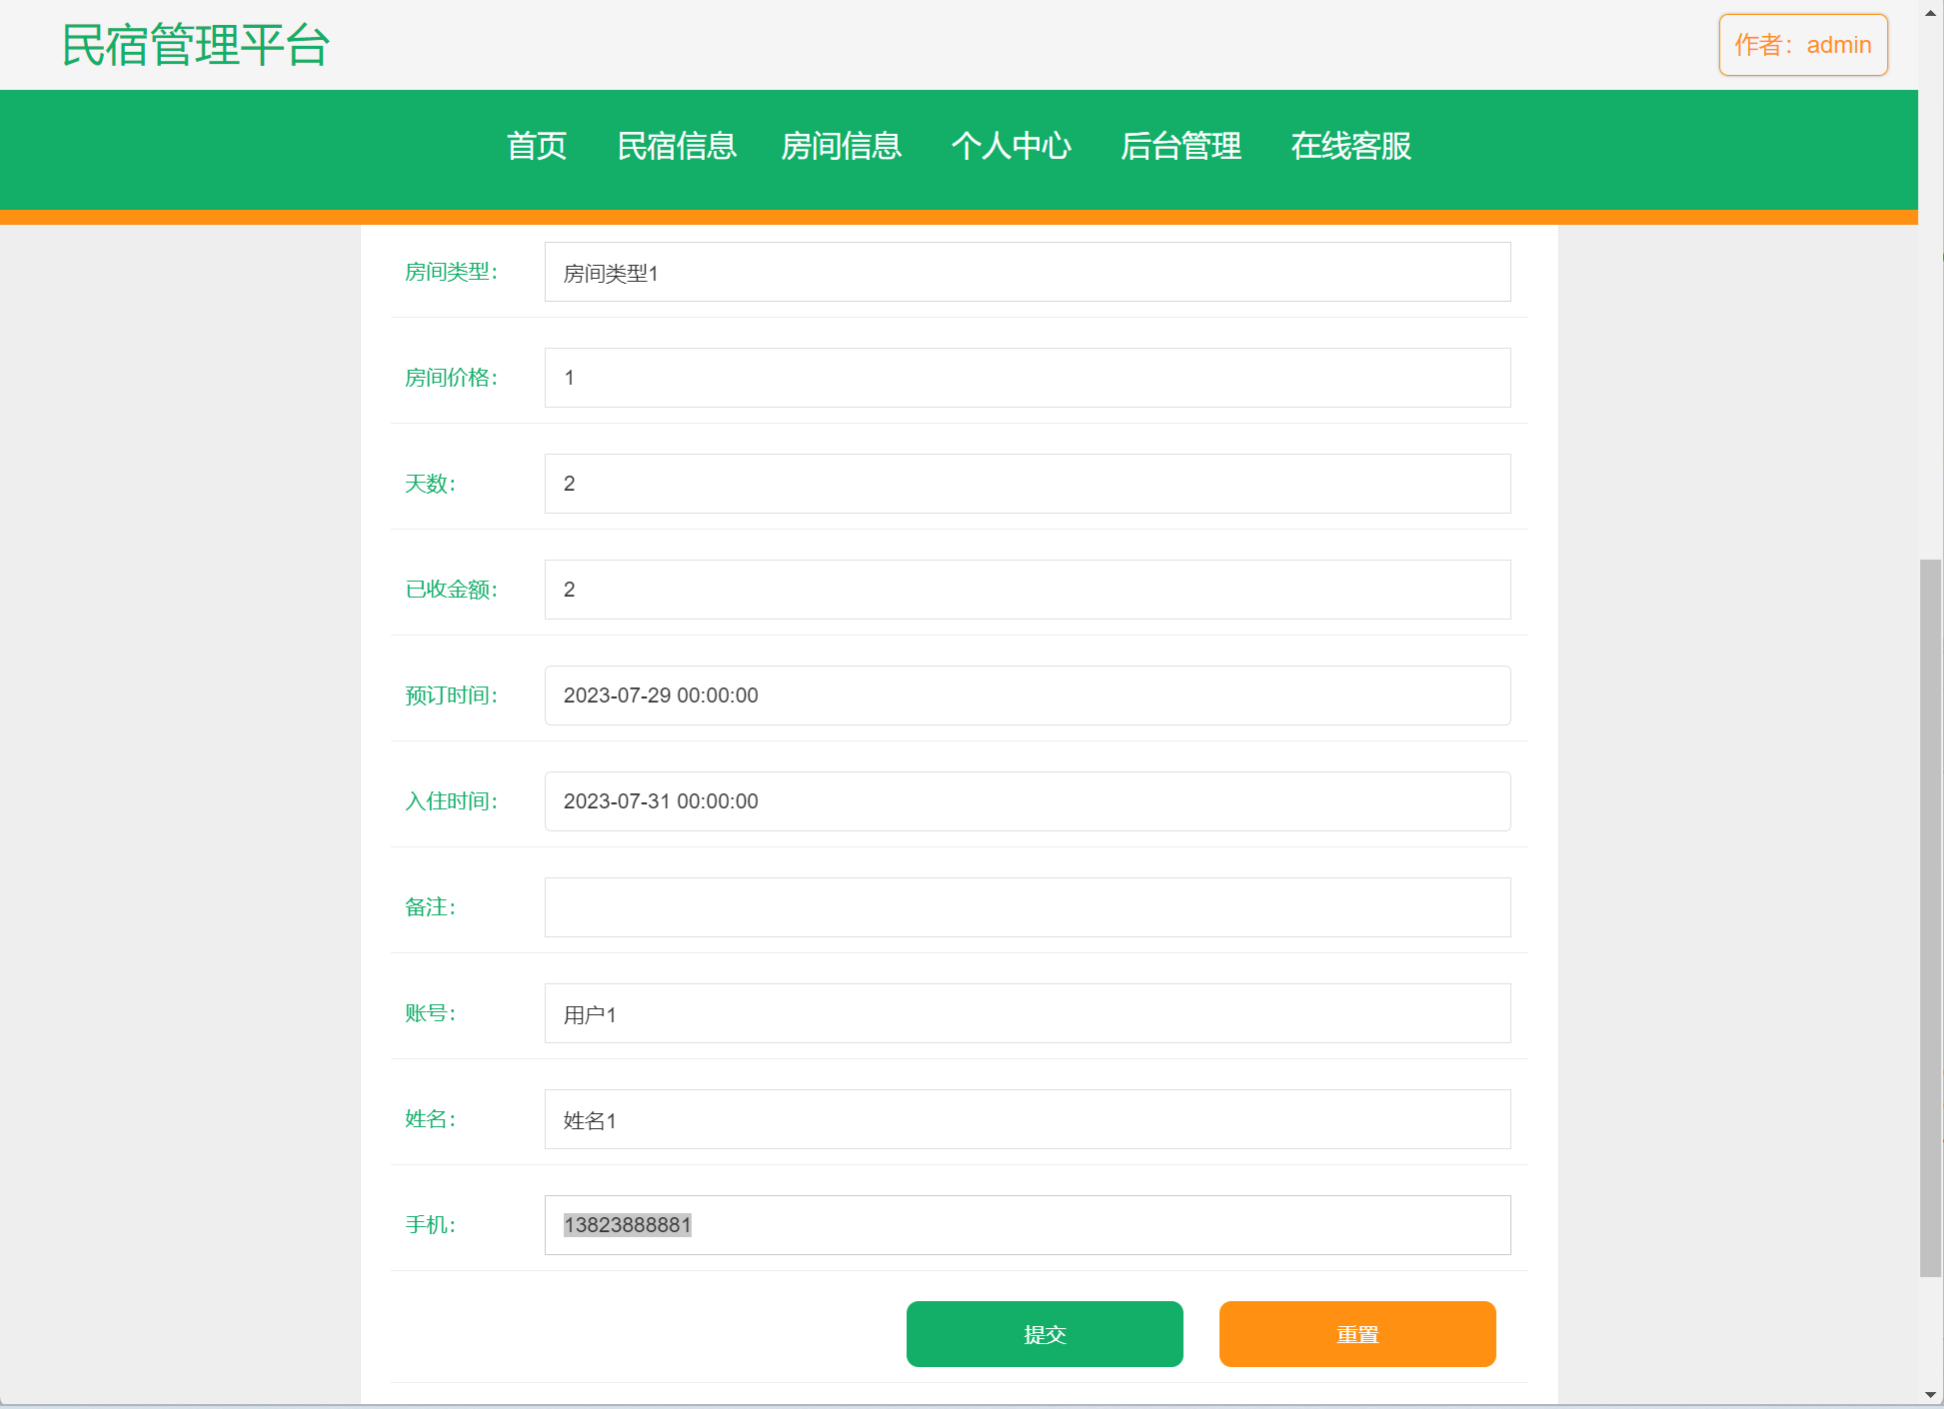 民宿管理平台
作者：admin
首页 民宿信息 房间信息 个人中心 后台管理 在线客服
房间类型： 房间类型1
房间价格： 1
天数： 2
已收金额： 2
预订时间： 2023-07-29 00:00:00
入住时间： 2023-07-31 00:00:00
备注：
账号： 用户1
姓名： 姓名1
手机： 13823888881
提交 重置